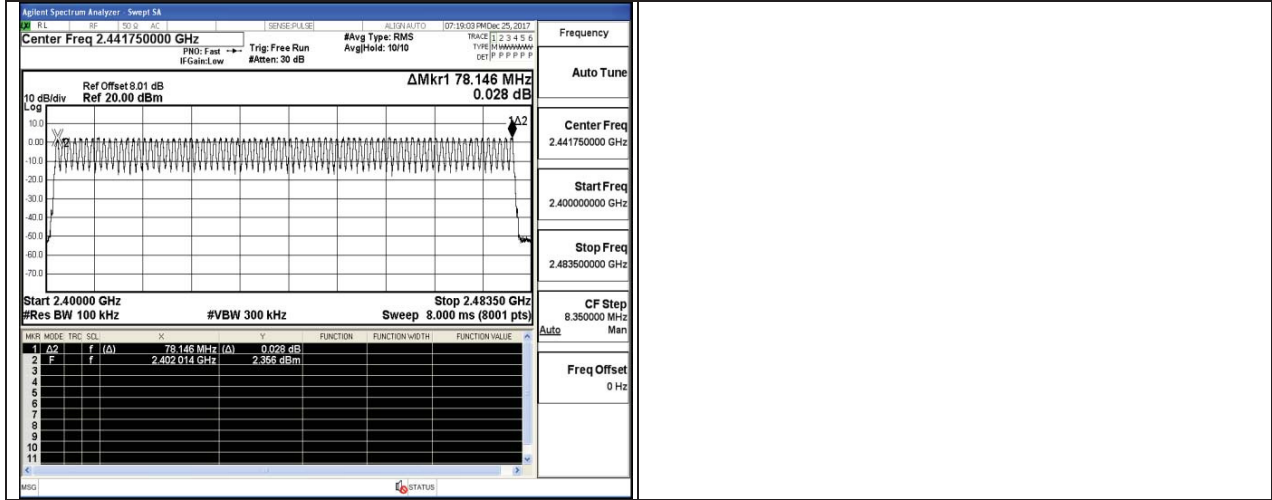 Agilent Spectrum Analyzer - Swept SA
RL RF 50 Ω AC SENSE:PULSE ALIGN AUTO 07:19:03 PM Dec 25, 2017
Center Freq 2.441750000 GHz #Avg Type: RMS TRACE 1 2 3 4 5 6
PNO: Fast Trig: Free Run Avg|Hold: 10/10 TYPE M WWWWW
IFGain:Low #Atten: 30 dB DET P P P P P P
ΔMkr1 78.146 MHz
Ref Offset 8.01 dB
10 dB/div Ref 20.00 dBm 0.028 dB
Log
1Δ2
10.0
2
0.00
-10.0
-20.0
-30.0
-40.0
-50.0
-60.0
-70.0
Start 2.40000 GHz Stop 2.48350 GHz
#Res BW 100 kHz #VBW 300 kHz Sweep 8.000 ms (8001 pts)
MKR MODE TRC SCL X Y FUNCTION FUNCTION WIDTH FUNCTION VALUE
1 Δ2 f (Δ) 78.146 MHz (Δ) 0.028 dB
2 F f 2.402 014 GHz 2.356 dBm
3
4
5
6
7
8
9
10
11
MSG STATUS
Frequency
Auto Tune
Center Freq
2.441750000 GHz
Start Freq
2.400000000 GHz
Stop Freq
2.483500000 GHz
CF Step
8.350000 MHz
Auto Man
Freq Offset
0 Hz